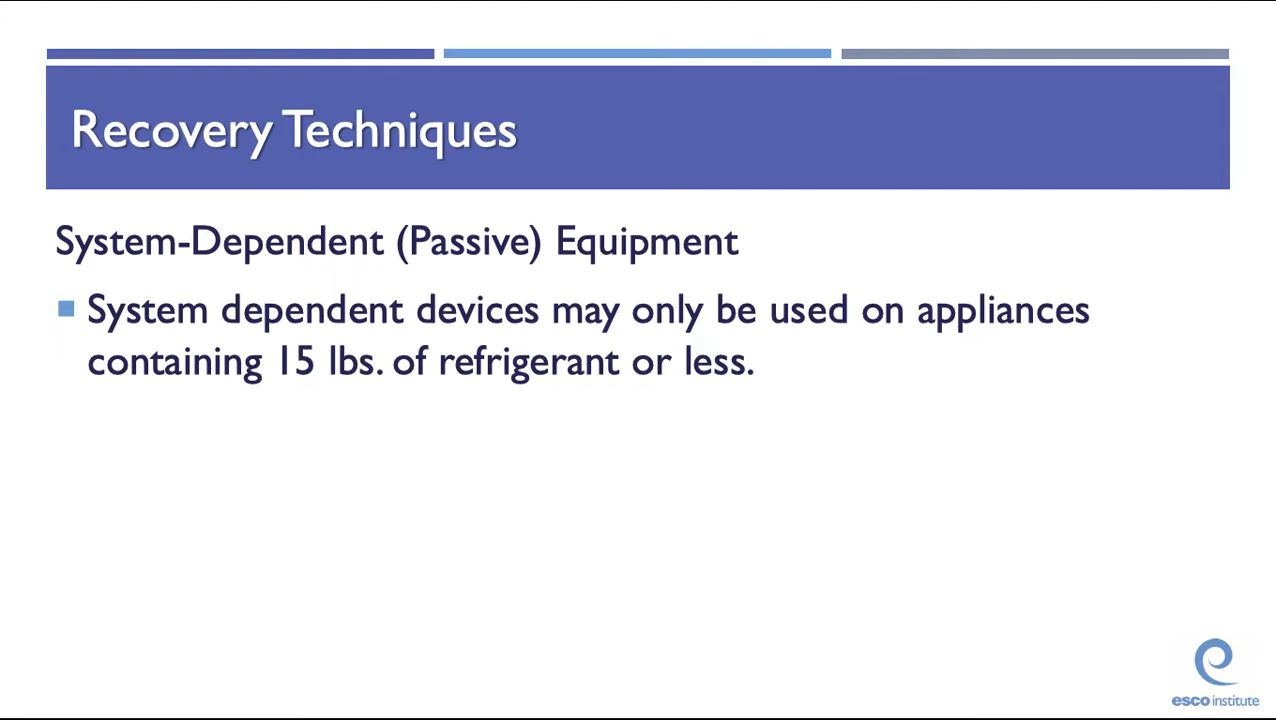 Recovery Techniques
System-Dependent (Passive) Equipment
System dependent devices may only be used on appliances
containing 15 lbs. of refrigerant or less.
esco institute